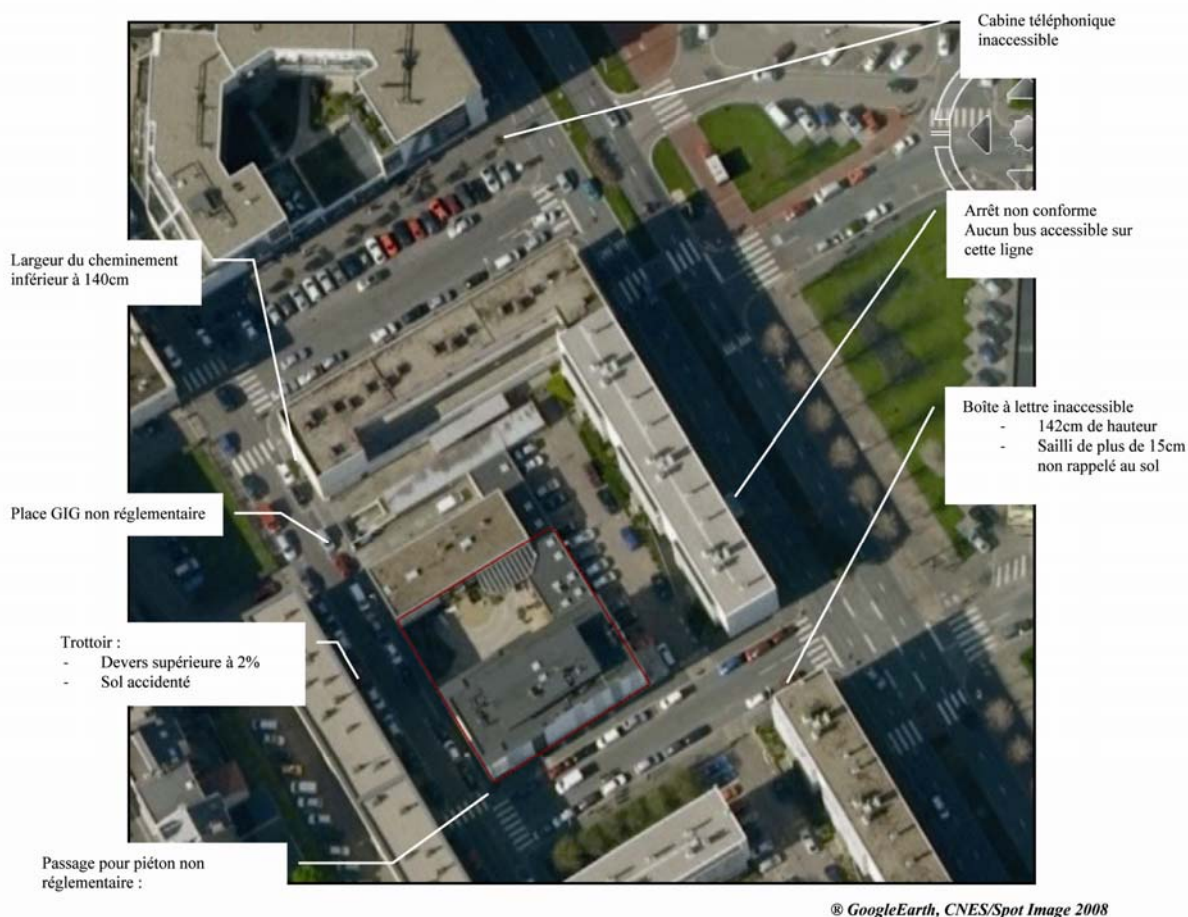 Cabine téléphonique
inaccessible
Arrêt non conforme
Aucun bus accessible sur
cette ligne
Largeur du cheminement
inférieur à 140cm
Boîte à lettre inaccessible
- 142cm de hauteur
- Sailli de plus de 15cm
non rappelé au sol
Place GIG non réglementaire
Trottoir :
- Devers supérieure à 2%
- Sol accidenté
Passage pour piéton non
réglementaire :
® GoogleEarth, CNES/Spot Image 2008